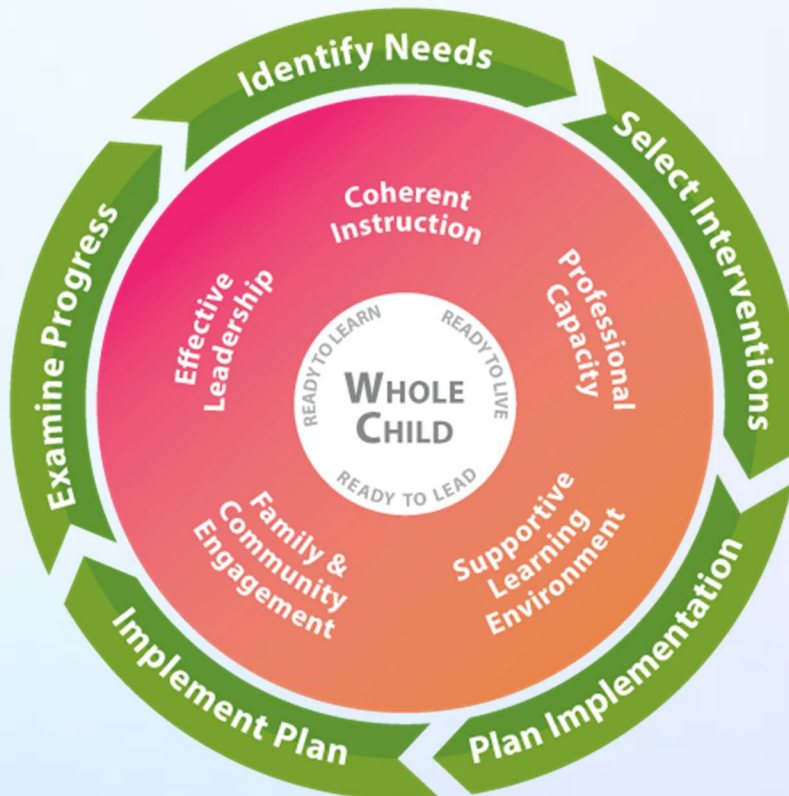 Identify Needs
Select Interventions
Plan Implementation
Implement Plan
Examine Progress
Coherent
Instruction
Professional
Capacity
Supportive
Learning
Environment
Family &
Community
Engagement
Effective
Leadership
READY TO LEARN
READY TO LIVE
READY TO LEAD
WHOLE
CHILD